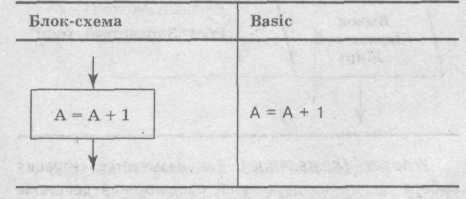 Блок-схема Basic
A = A + 1 A = A + 1